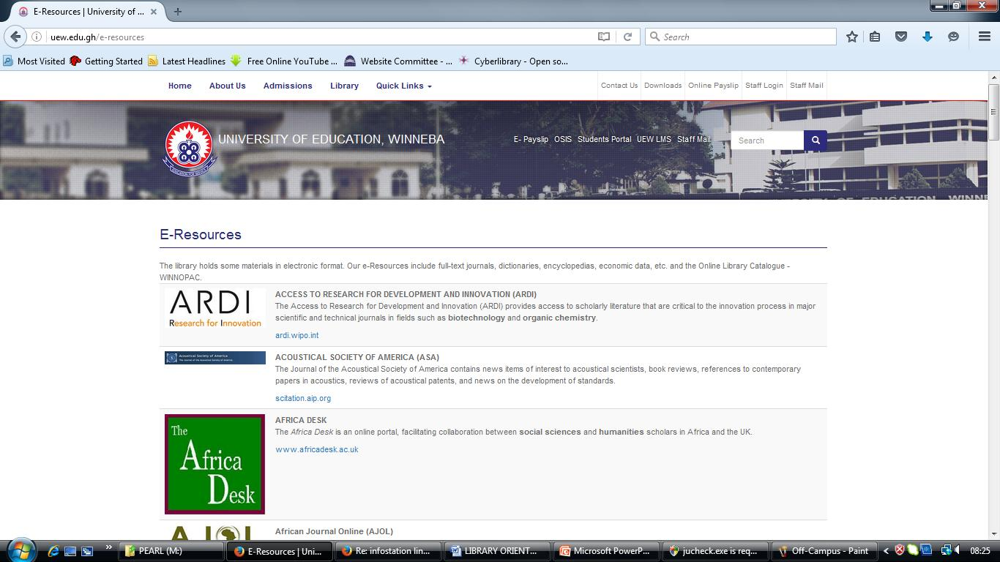 E-Resources | University of ...
uew.edu.gh/e-resources
Search
Most Visited Getting Started Latest Headlines Free Online YouTube ... Website Committee - ... Cyberlibrary - Open so...
Home About Us Admissions Library Quick Links
Contact Us Downloads Online Payslip Staff Login Staff Mail
UNIVERSITY OF EDUCATION, WINNEBA
E- Payslip OSIS Students Portal UEW LMS Staff Mail
Search
E-Resources
The library holds some materials in electronic format. Our e-Resources include full-text journals, dictionaries, encyclopedias, economic data, etc. and the Online Library Catalogue -
WINNOPAC.
ARDI
Research for Innovation
ACCESS TO RESEARCH FOR DEVELOPMENT AND INNOVATION (ARDI)
The Access to Research for Development and Innovation (ARDI) provides access to scholarly literature that are critical to the innovation process in major
scientific and technical journals in fields such as biotechnology and organic chemistry.
ardi.wipo.int
Acoustical Society of America
The Journal of the Acoustical Society of America
ACOUSTICAL SOCIETY OF AMERICA (ASA)
The Journal of the Acoustical Society of America contains news items of interest to acoustical scientists, book reviews, references to contemporary
papers in acoustics, reviews of acoustical patents, and news on the development of standards.
scitation.aip.org
The
Africa
Desk
AFRICA DESK
The Africa Desk is an online portal, facilitating collaboration between social sciences and humanities scholars in Africa and the UK.
www.africadesk.ac.uk
African Journal Online (AJOL)
PEARL (M:) E-Resources | Uni... Re: infostation lin... LIBRARY ORIENT... Microsoft PowerP... jucheck.exe is req... Off-Campus - Paint 08:25